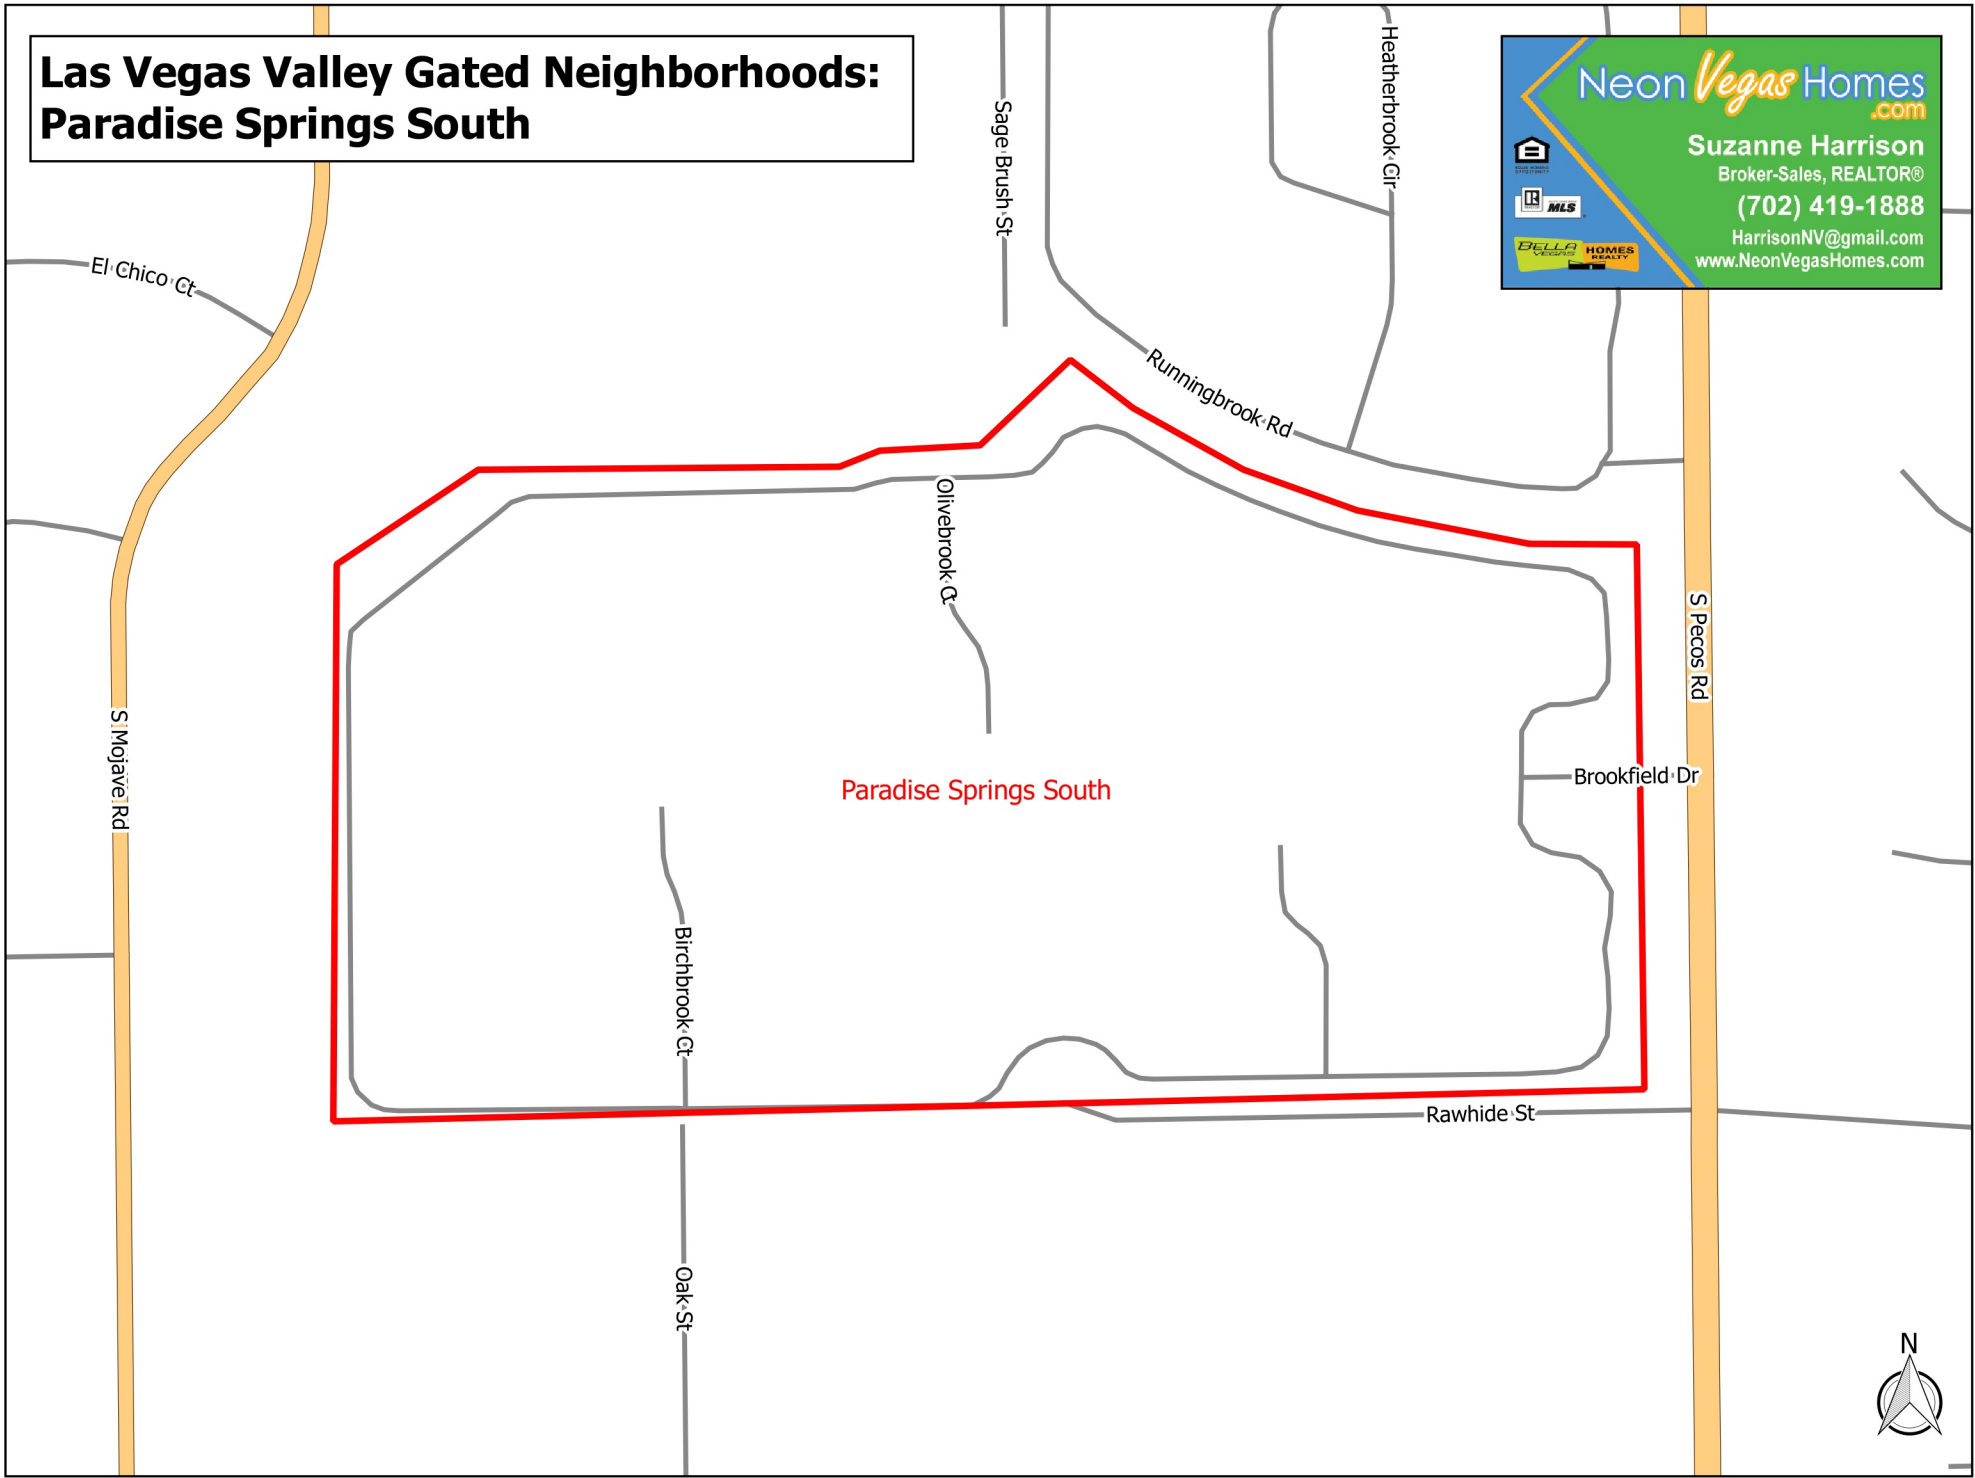 Las Vegas Valley Gated Neighborhoods:
Paradise Springs South
Neon Vegas Homes
.com
Suzanne Harrison
Broker-Sales, REALTOR®
(702) 419-1888
HarrisonNV@gmail.com
www.NeonVegasHomes.com
R
MLS
BELLA
VEGAS
HOMES
REALTY
Sage Brush St
Heatherbrook Cir
El Chico Ct
Runningbrook Rd
Olivebrook Ct
S Pecos Rd
S Mojave Rd
Brookfield Dr
Paradise Springs South
Birchbrook Ct
Rawhide St
Oak St
N